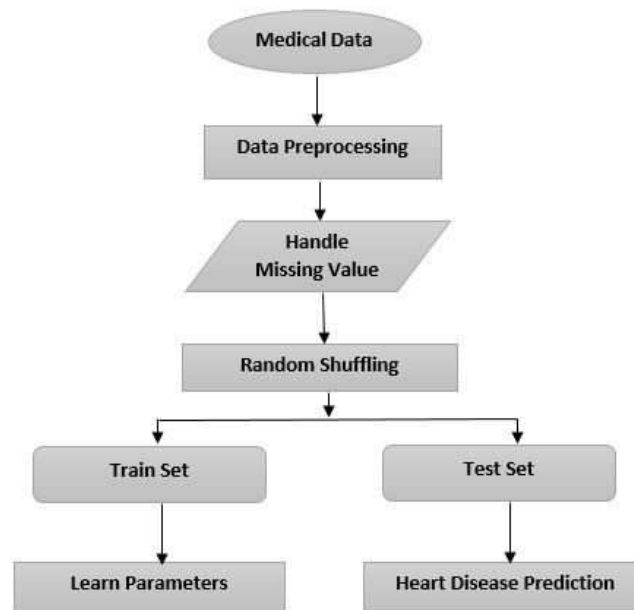 Medical Data
Data Preprocessing
Handle
Missing Value
Random Shuffling
Train Set
Test Set
Learn Parameters
Heart Disease Prediction